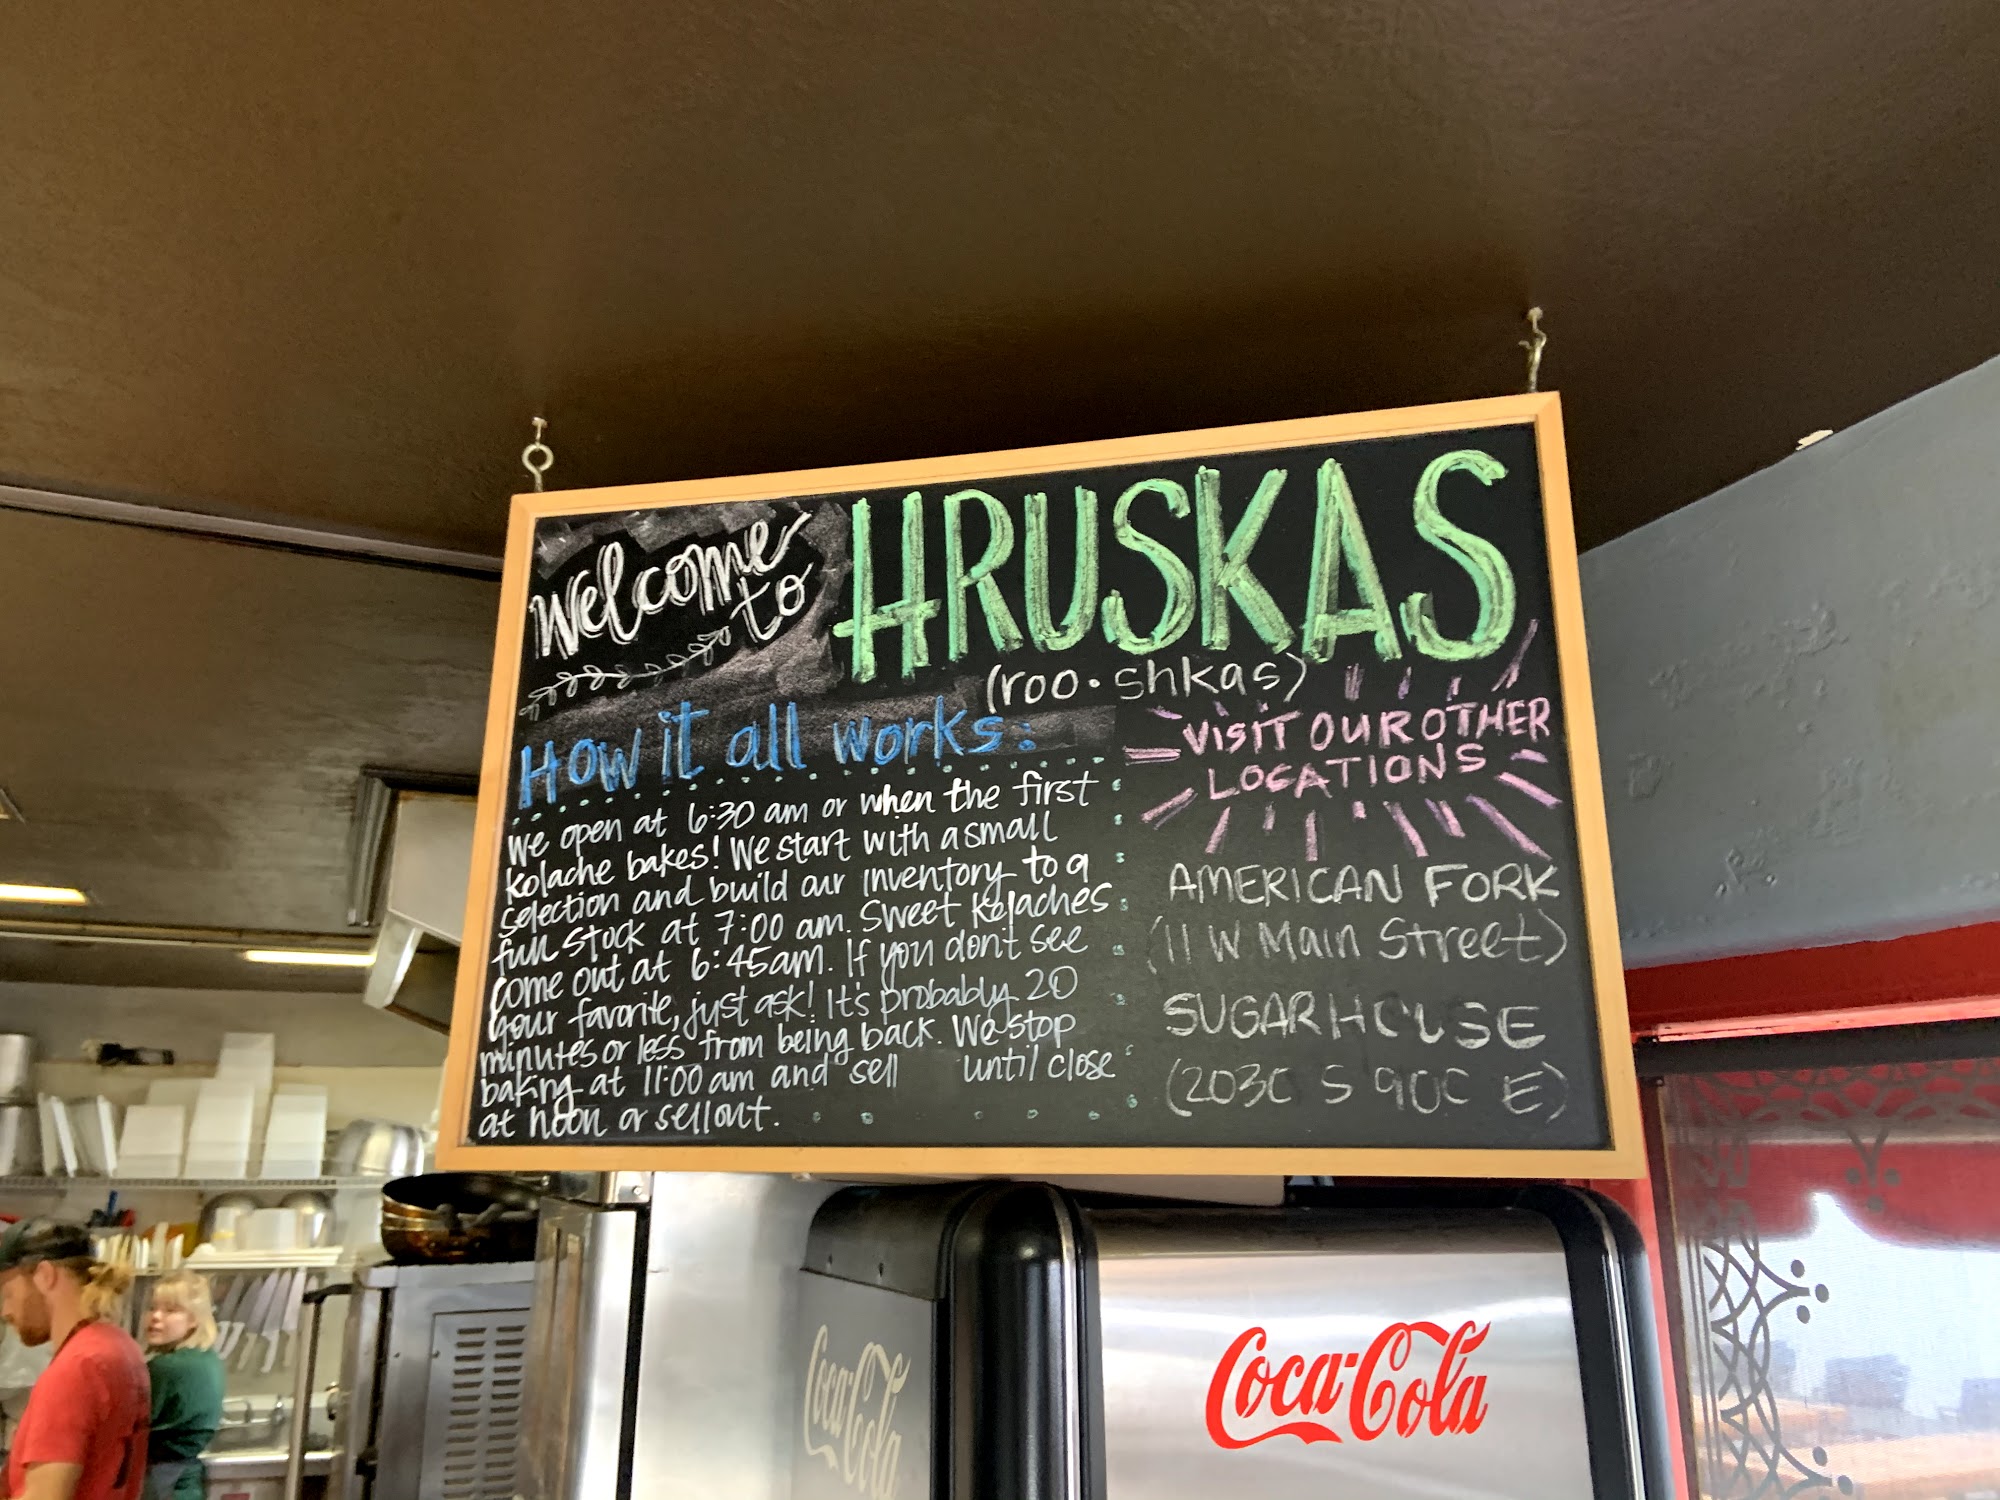 Welcome
to
HRUSKAS
(roo·shkas)
How it all works:
We open at 6:30 am or when the first
kolache bakes! We start with a small
selection and build our inventory to a
full stock at 7:00 am. Sweet kolaches
come out at 6:45am. If you don't see
your favorite, just ask! It's probably 20
minutes or less from being back. We stop
baking at 11:00 am and sell until close
at noon or sellout.
VISIT OUR OTHER
LOCATIONS
AMERICAN FORK
(11 W Main Street)
SUGARHOUSE
(2030 S 900 E)
Coca-Cola
Coca-Cola